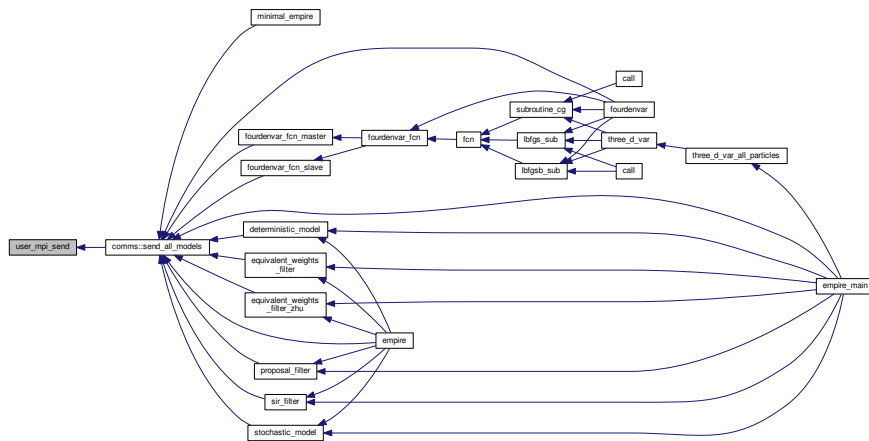 minimal_empire
call
subroutine_cg
fourdenvar
fourdenvar_fcn_master
fourdenvar_fcn
fcn
lbfgs_sub
three_d_var
three_d_var_all_particles
fourdenvar_fcn_slave
lbfgsb_sub
call
user_mpi_send
comms::send_all_models
deterministic_model
equivalent_weights
_filter
equivalent_weights
_filter_zhu
empire_main
empire
proposal_filter
sir_filter
stochastic_model